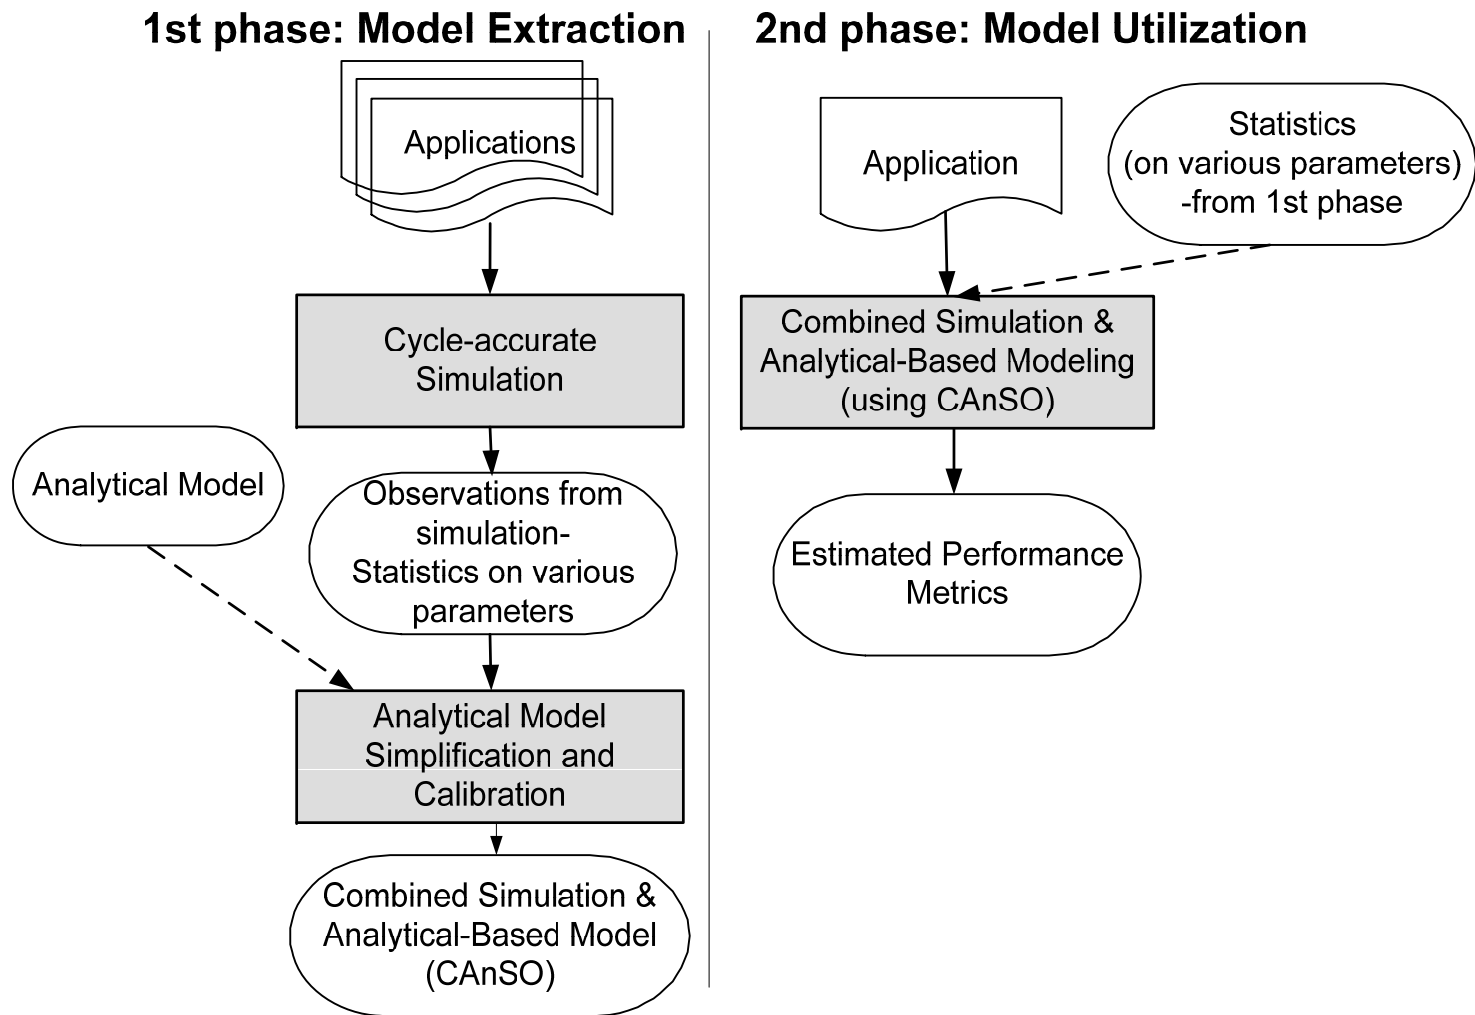 1st phase: Model Extraction
Applications
Cycle-accurate
Simulation
Analytical Model
Observations from
simulation-
Statistics on various
parameters
Analytical Model
Simplification and
Calibration
Combined Simulation &
Analytical-Based Model
(CAnSO)
2nd phase: Model Utilization
Application
Statistics
(on various parameters)
-from 1st phase
Combined Simulation &
Analytical-Based Modeling
(using CAnSO)
Estimated Performance
Metrics